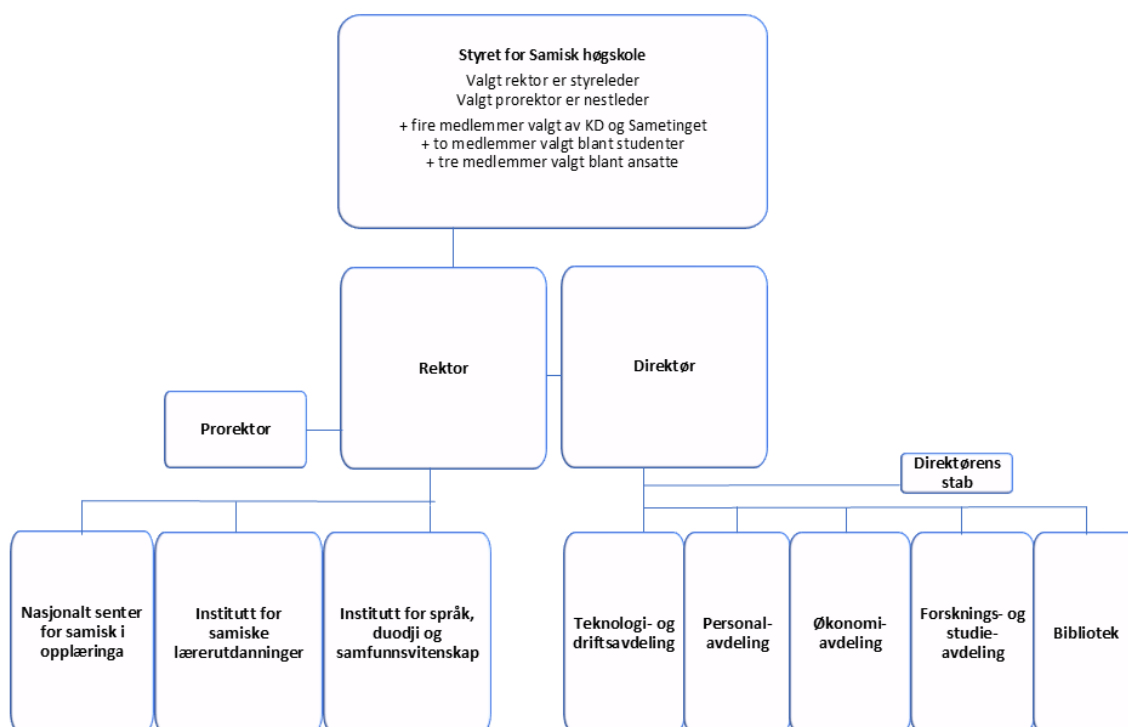 Styret for Samisk høgskole
Valgt rektor er styreleder
Valgt prorektor er nestleder
+ fire medlemmer valgt av KD og Sametinget
+ to medlemmer valgt blant studenter
+ tre medlemmer valgt blant ansatte
Rektor
Direktør
Prorektor
Direktørens
stab
Nasjonalt senter
for samisk i
opplæringa
Institutt for
samiske
lærerutdanninger
Institutt for språk,
duodji og
samfunnsvitenskap
Teknologi- og
driftsavdeling
Personal-
avdeling
Økonomi-
avdeling
Forsknings- og
studie-
avdeling
Bibliotek